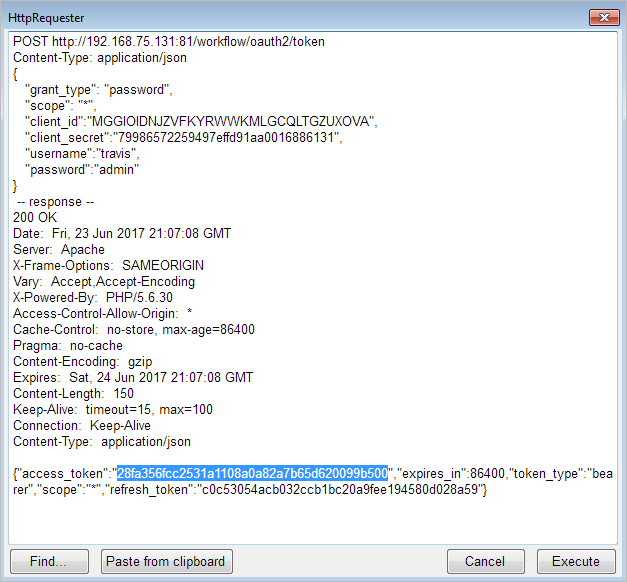 HttpRequester
POST http://192.168.75.131:81/workflow/oauth2/token
Content-Type: application/json
{
"grant_type": "password",
"scope": "*",
"client_id":"MGGIOIDNJZVFKYRWWKMLGCQLTGZUXOVA",
"client_secret":"79986572259497effd91aa0016886131",
"username":"travis",
"password":"admin"
}
-- response --
200 OK
Date:  Fri, 23 Jun 2017 21:07:08 GMT
Server:  Apache
X-Frame-Options:  SAMEORIGIN
Vary:  Accept,Accept-Encoding
X-Powered-By:  PHP/5.6.30
Access-Control-Allow-Origin:  *
Cache-Control:  no-store, max-age=86400
Pragma:  no-cache
Content-Encoding:  gzip
Expires:  Sat, 24 Jun 2017 21:07:08 GMT
Content-Length:  150
Keep-Alive:  timeout=15, max=100
Connection:  Keep-Alive
Content-Type:  application/json
{"access_token":"28fa356fcc2531a1108a0a82a7b65d620099b500","expires_in":86400,"token_type":"bea
rer","scope":"*","refresh_token":"c0c53054acb032ccb1bc20a9fee194580d028a59"}
Find...
Paste from clipboard
Cancel
Execute